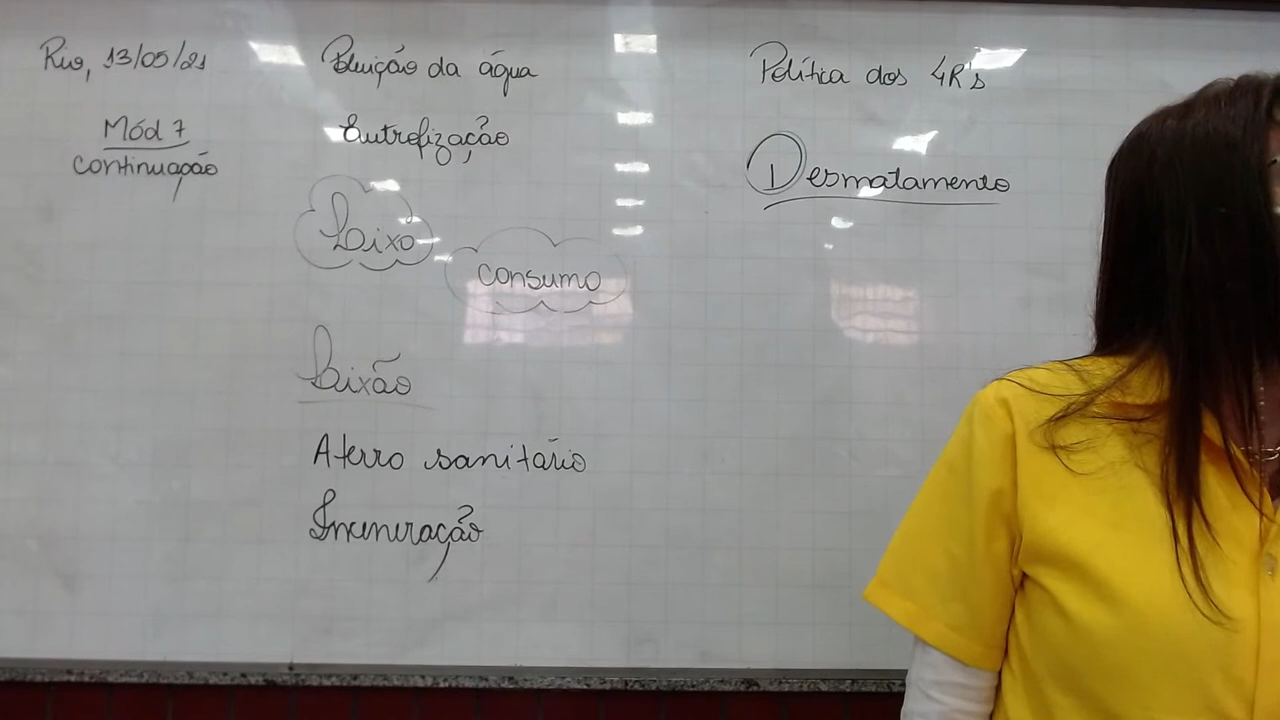 Rio, 13/05/21
Mód 7
continuação
Poluição da água
Eutrofização
Lixo
consumo
Lixão
Aterro sanitário
Incineração
Política dos 4R's
Desmatamento